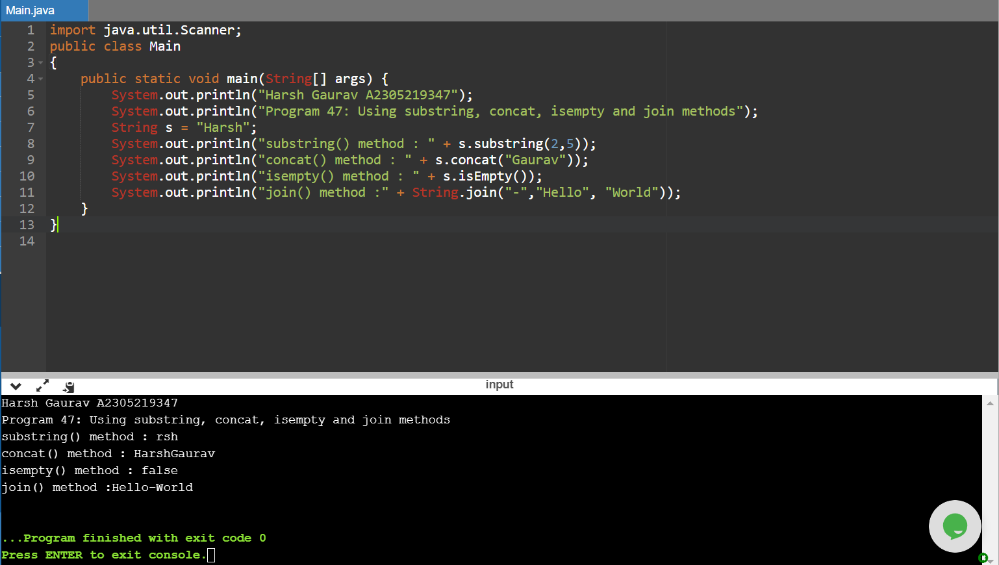 Main.java
1 import java.util.Scanner;
2 public class Main
3 {
4     public static void main(String[] args) {
5         System.out.println("Harsh Gaurav A2305219347");
6         System.out.println("Program 47: Using substring, concat, isempty and join methods");
7         String s = "Harsh";
8         System.out.println("substring() method : " + s.substring(2,5));
9         System.out.println("concat() method : " + s.concat("Gaurav"));
10         System.out.println("isempty() method : " + s.isEmpty());
11         System.out.println("join() method :" + String.join("-","Hello", "World"));
12     }
13 }
14
input
Harsh Gaurav A2305219347
Program 47: Using substring, concat, isempty and join methods
substring() method : rsh
concat() method : HarshGaurav
isempty() method : false
join() method :Hello-World
...Program finished with exit code 0
Press ENTER to exit console.